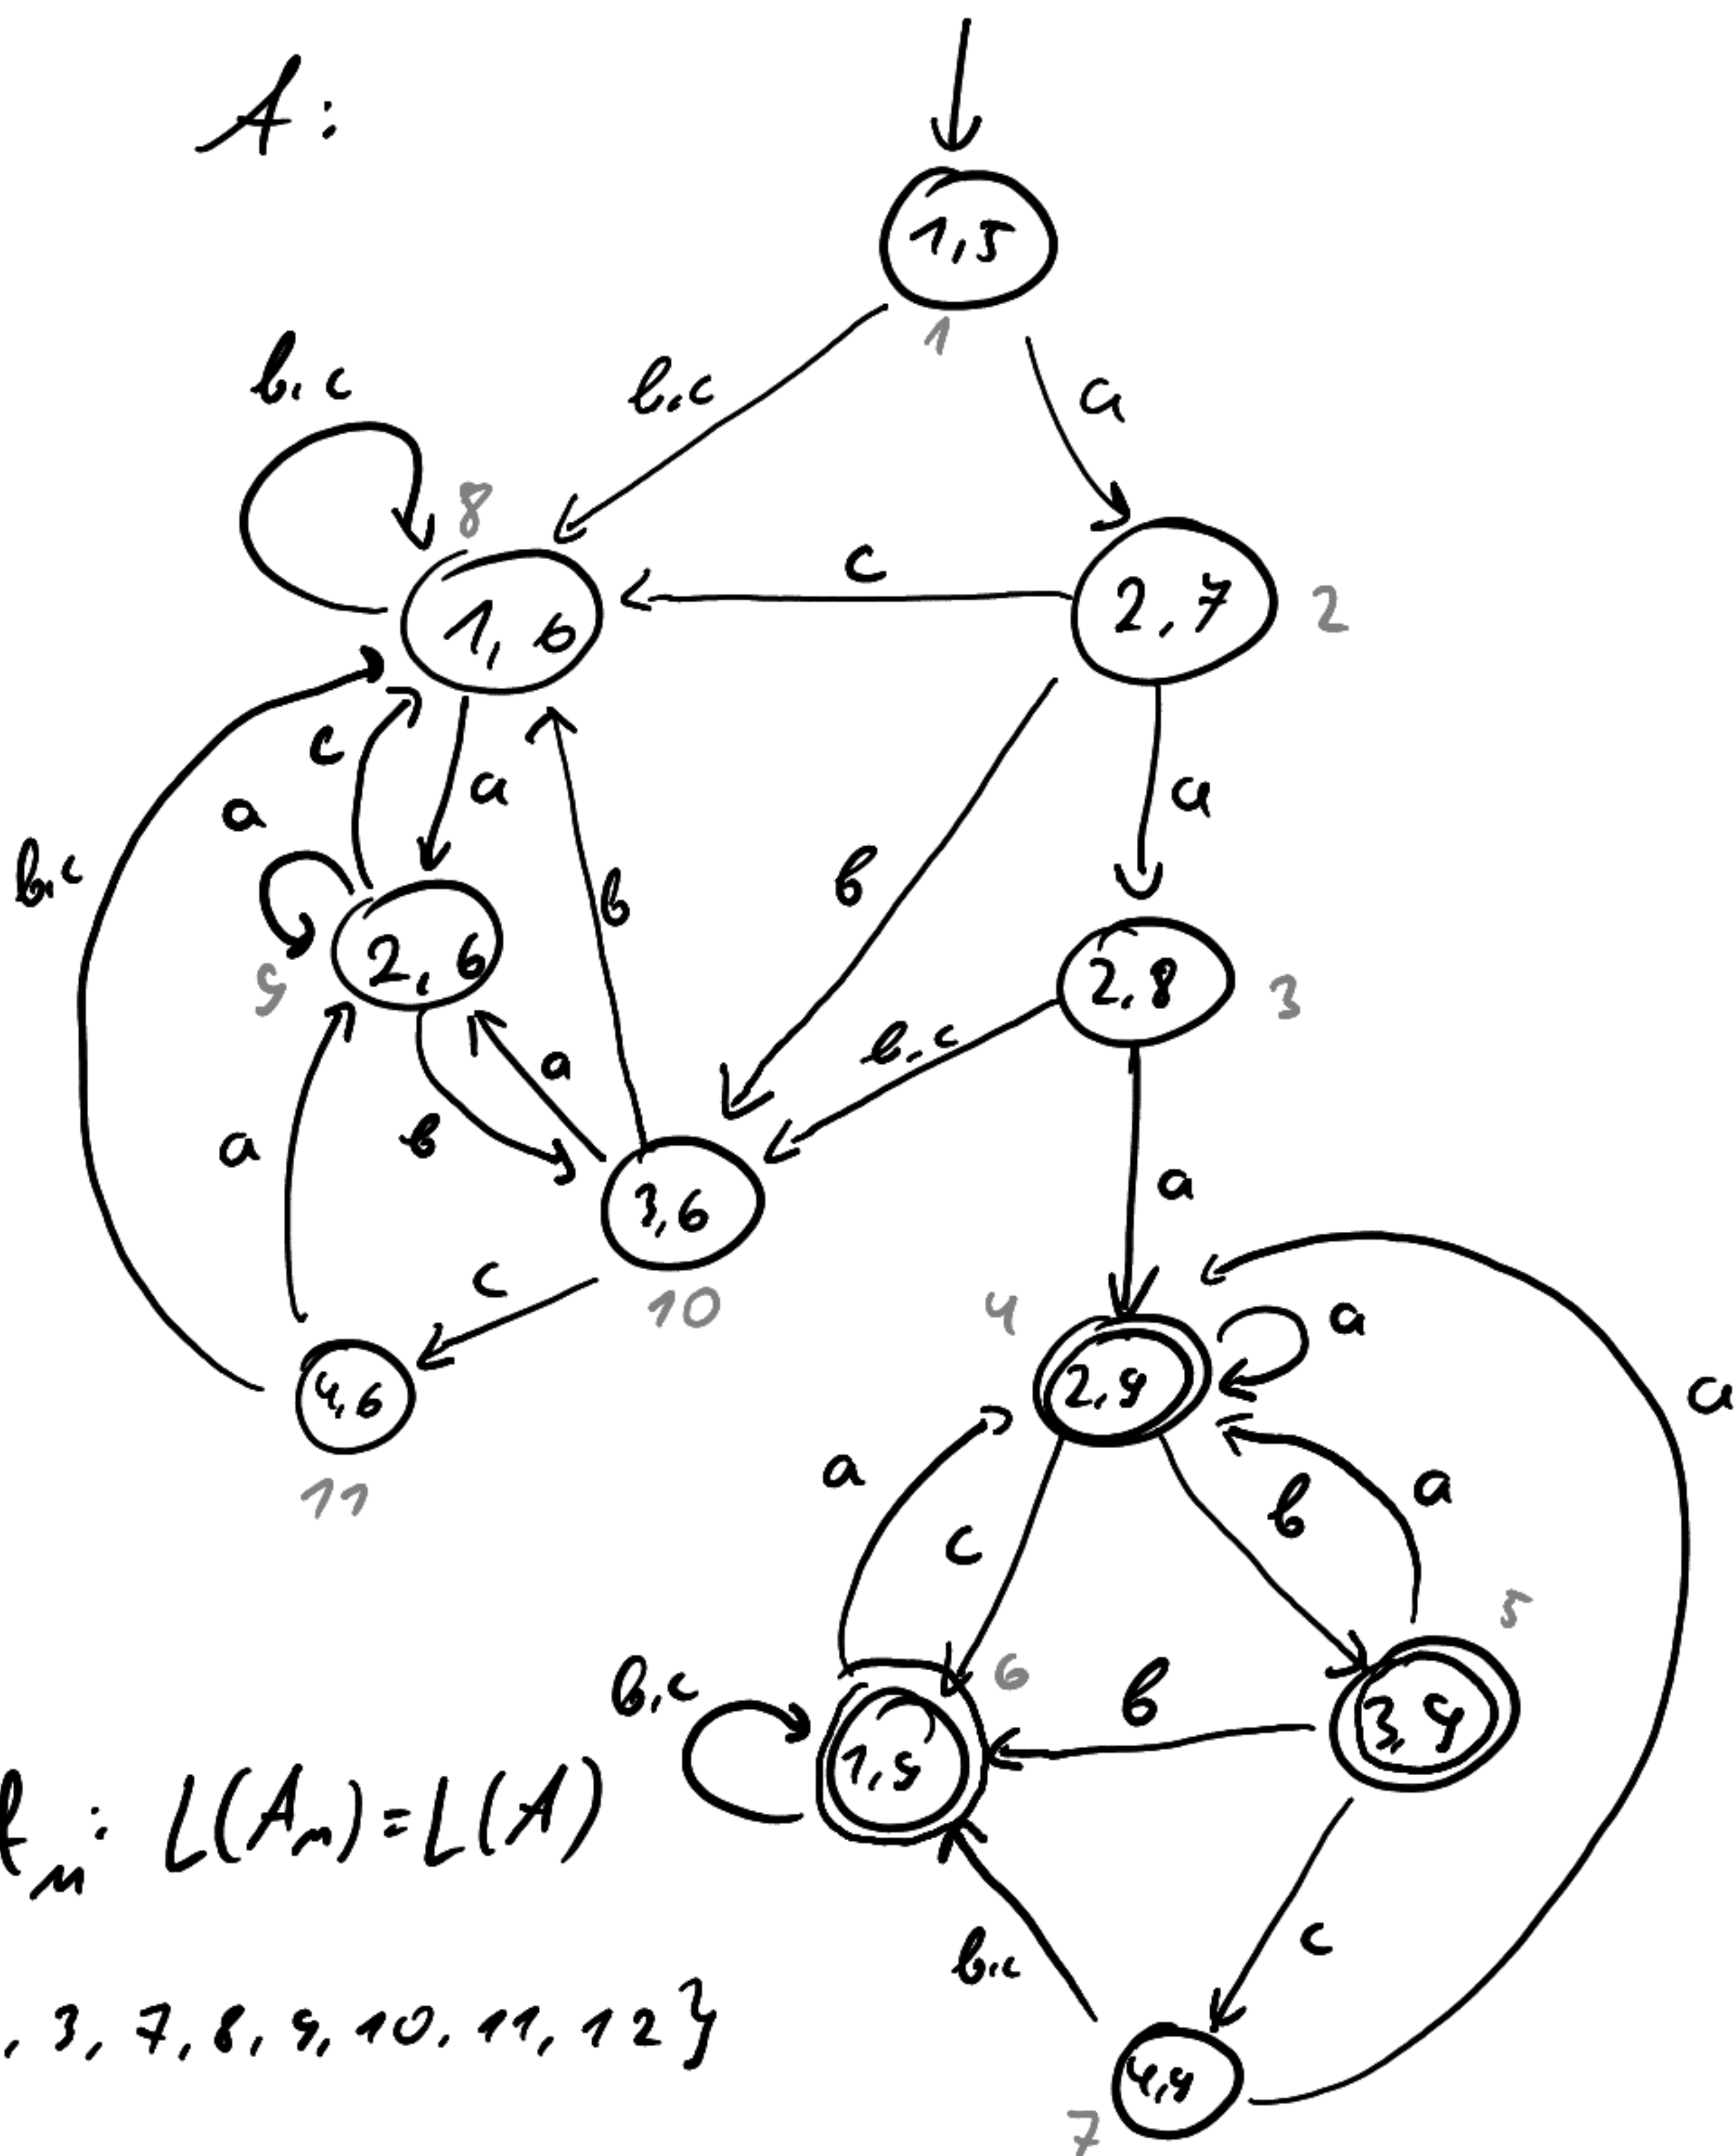 A:
1,5
1
b,c
b,c
a
8
1,6
c
2,7
2
c
a
a
a
b,c
b
b
2,6
9
2,8
3
a
b,c
a
b
a
3,6
c
10
4
a
4,6
2,9
a
11
a
b
a
c
5
b,c
6
b
3,9
1,9
: L(Am)=L(A)
c
b,c
, 3, 7, 8, 9, 10, 11, 12 }
4,9
7